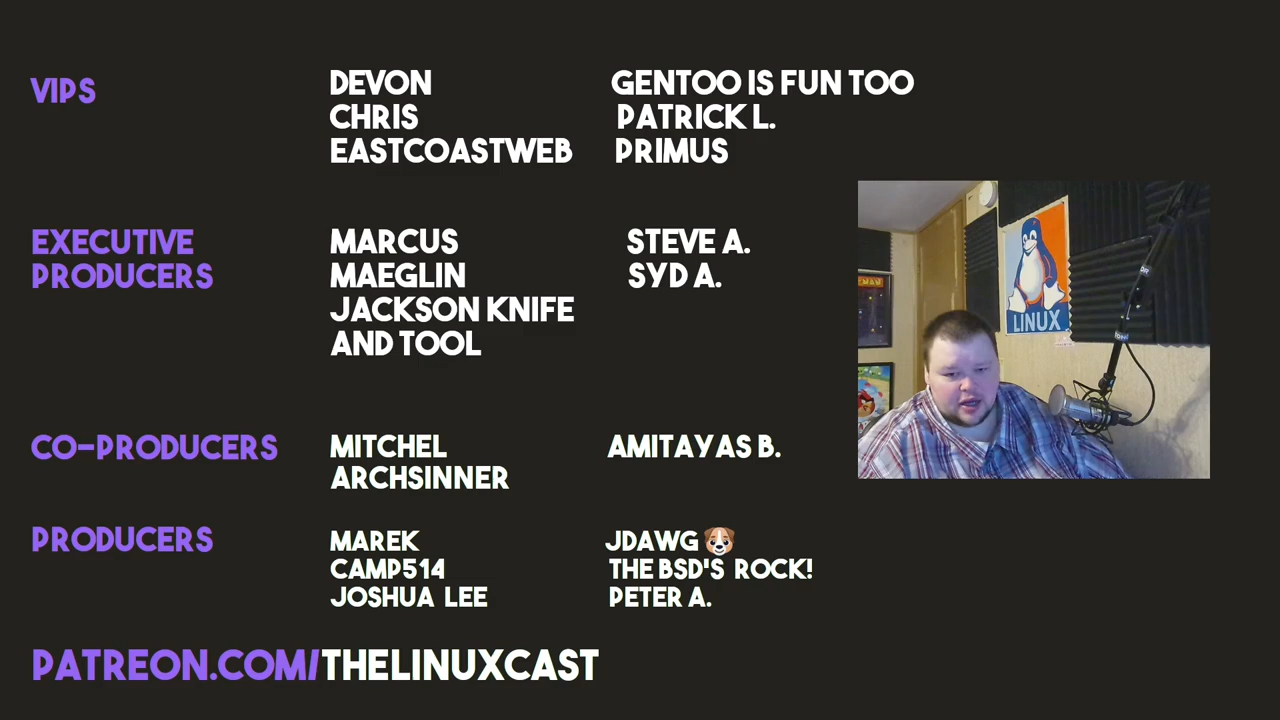 VIPS
DEVON
CHRIS
EASTCOASTWEB
GENTOO IS FUN TOO
PATRICK L.
PRIMUS
EXECUTIVE
PRODUCERS
MARCUS
MAEGLIN
JACKSON KNIFE
AND TOOL
STEVE A.
SYD A.
CO-PRODUCERS
MITCHEL
ARCHSINNER
AMITAYAS B.
PRODUCERS
MAREK
CAMP514
JOSHUA LEE
JDAWG 🐶
THE BSD'S ROCK!
PETER A.
PATREON.COM/THELINUXCAST
LINUX